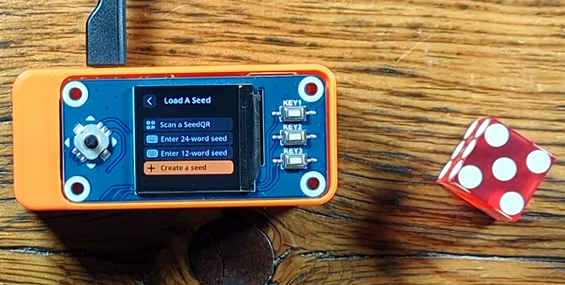 Load A Seed
Scan a SeedQR
Enter 24-word seed
Enter 12-word seed
Create a seed
KEY1
KEY2
KEY3